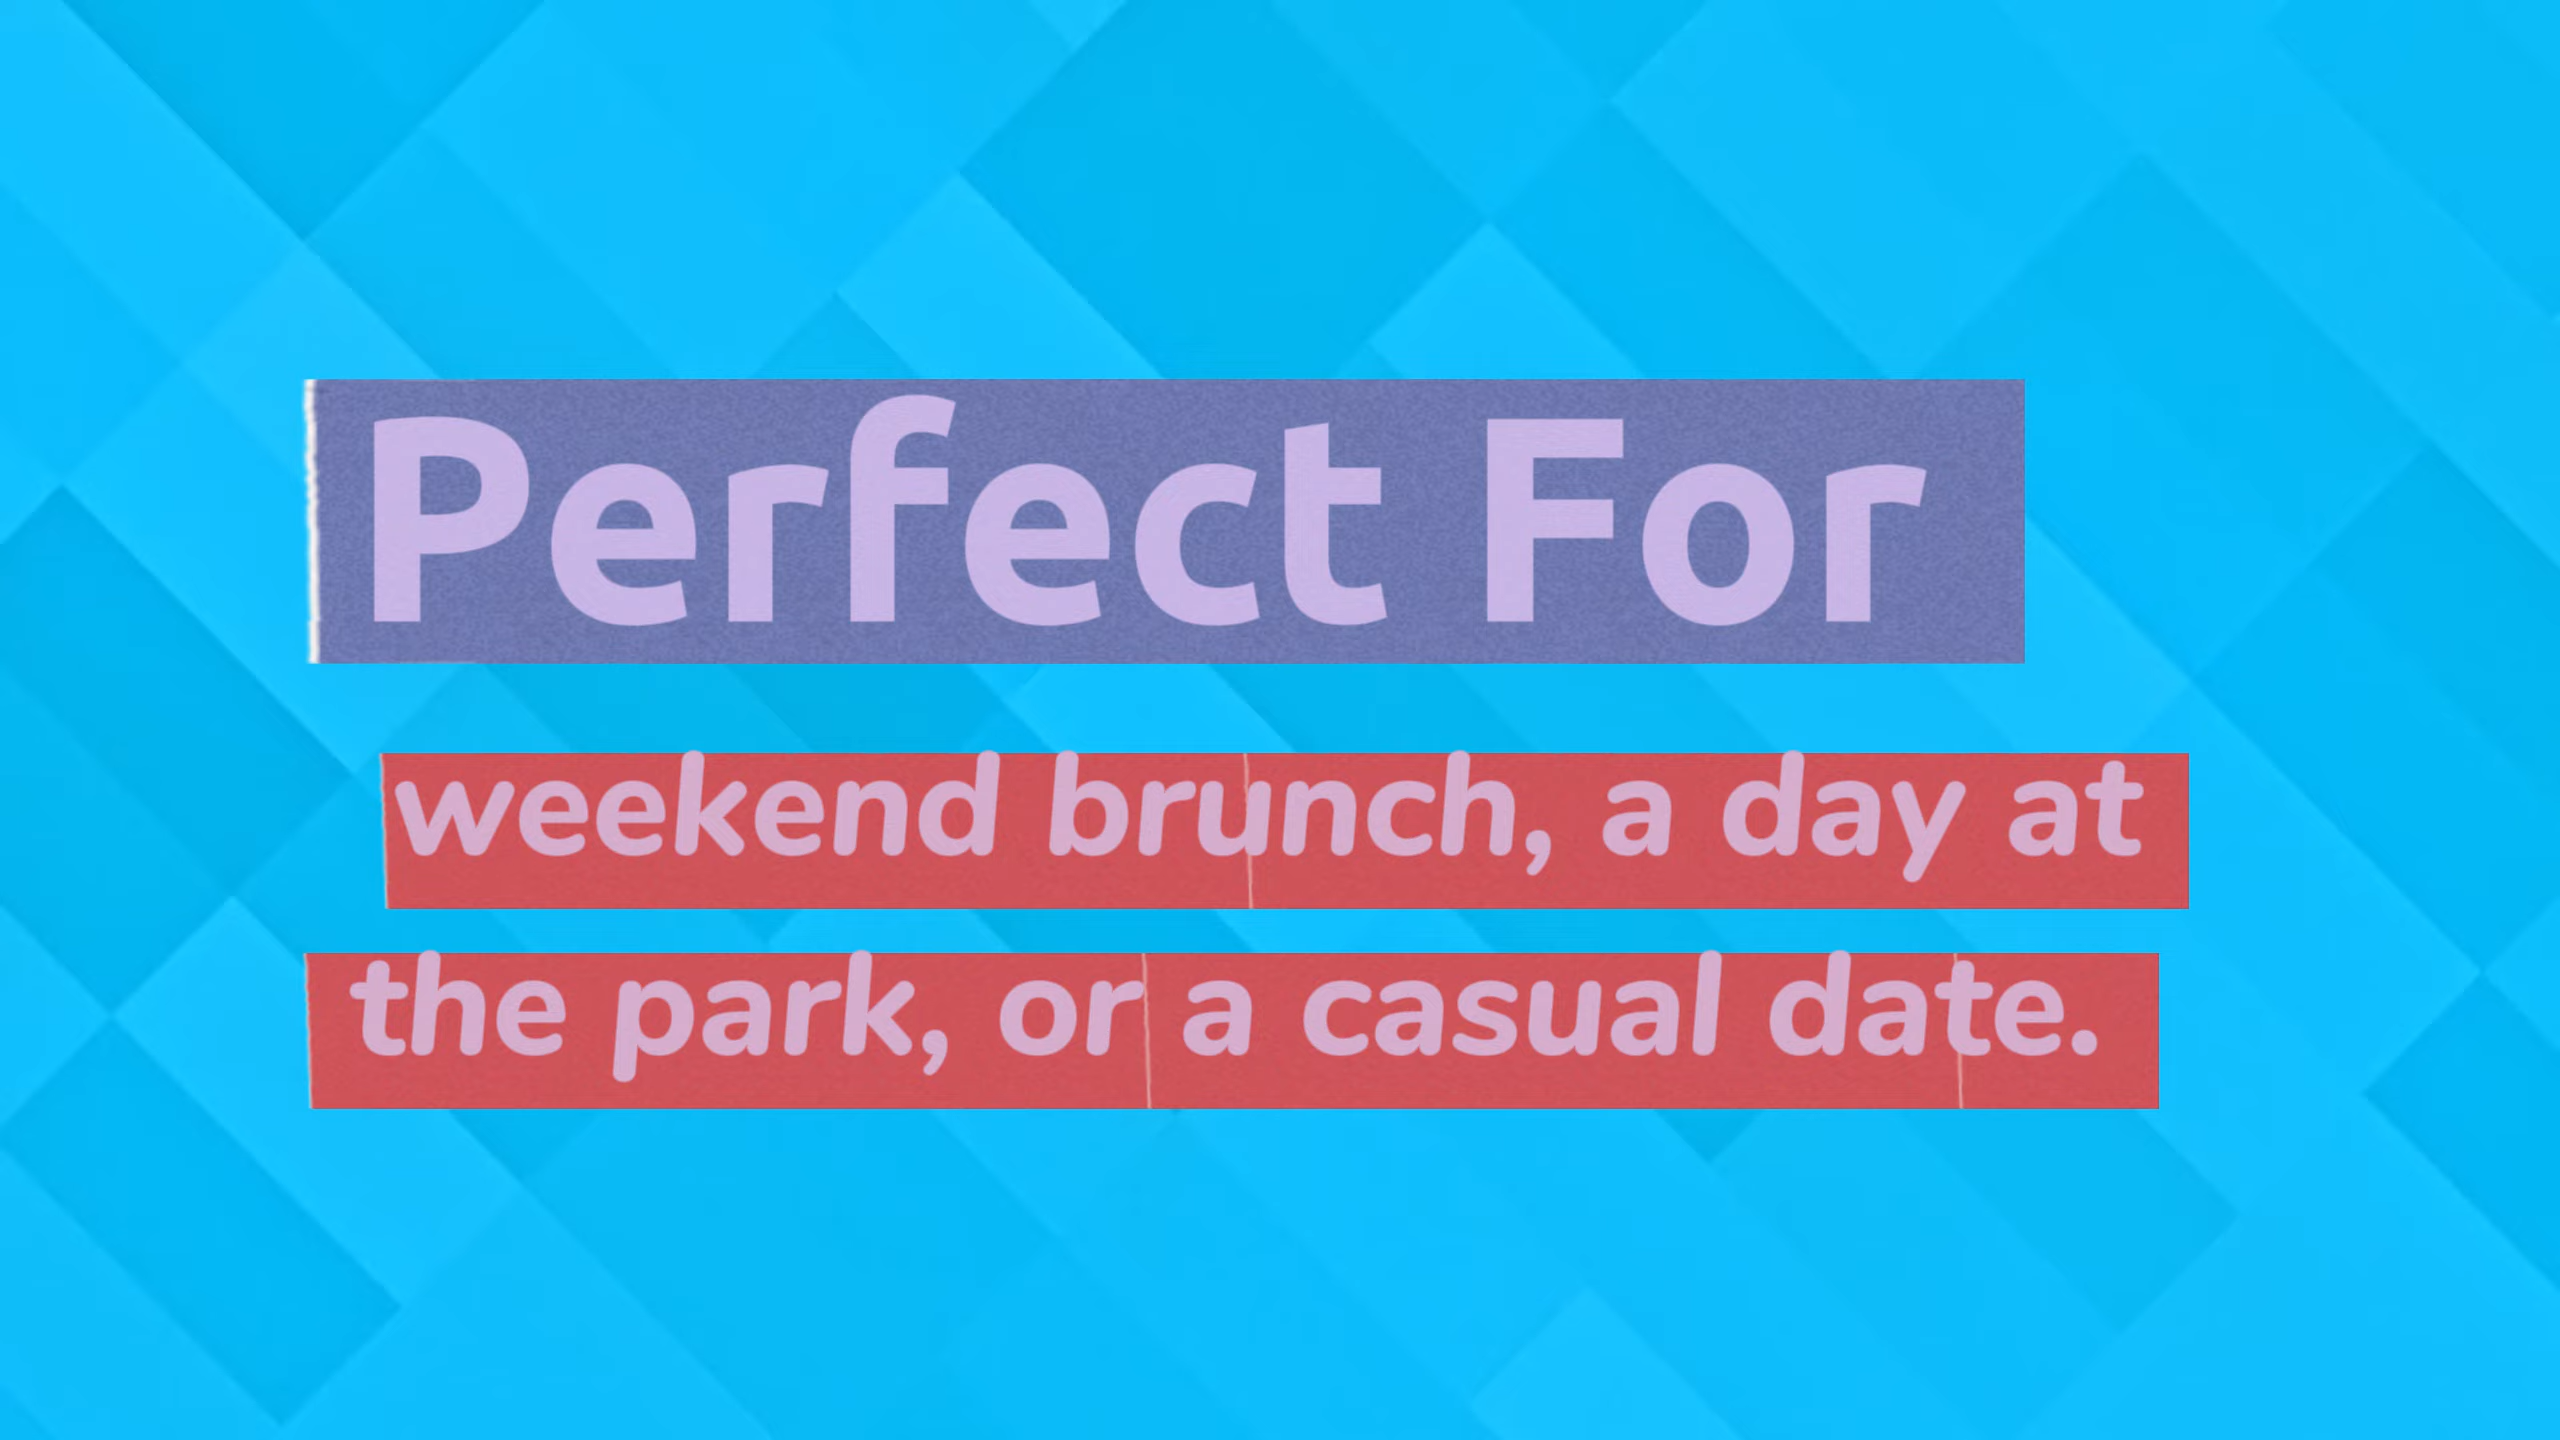 Perfect For
weekend brunch, a day at
the park, or a casual date.